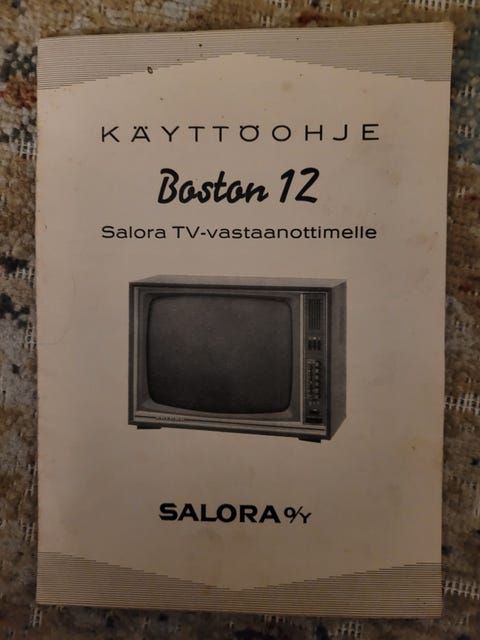 KÄYTTÖOHJE
Boston 12
Salora TV-vastaanottimelle
SALORA O/Y